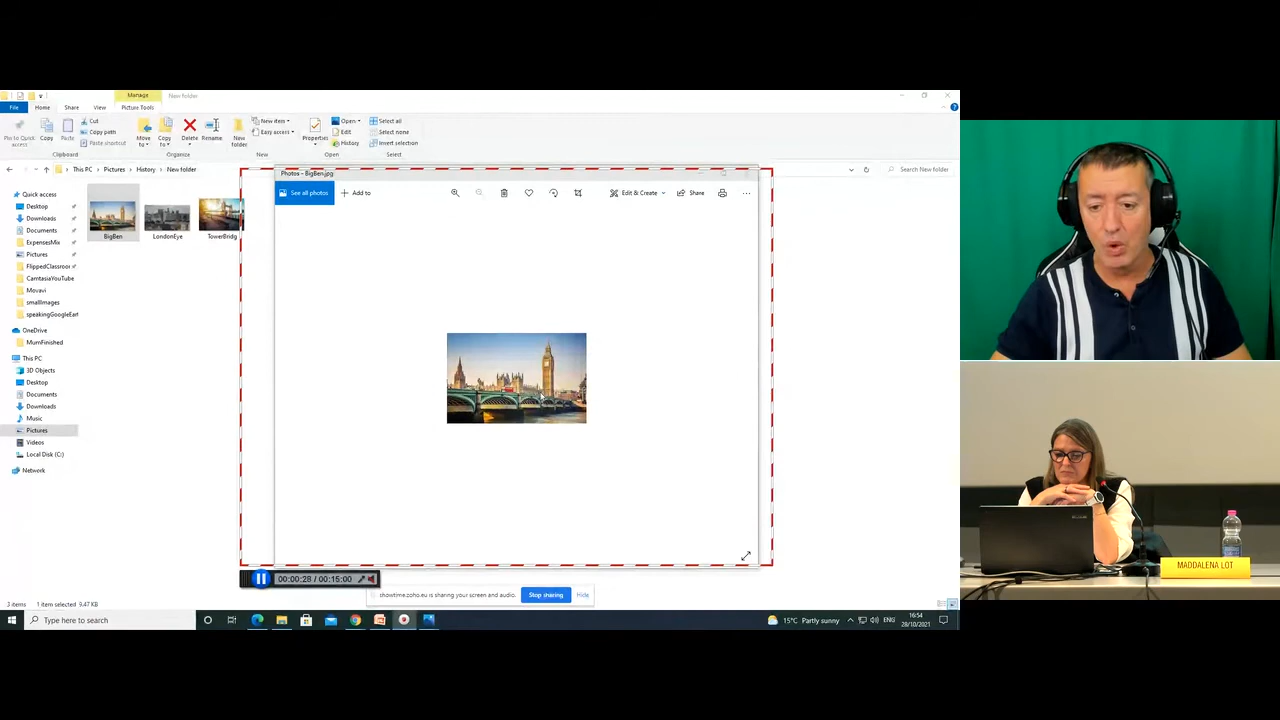 Manage
New folder
File
Home
Share
View
Picture Tools
Pin to Quick access
Copy
Paste
Cut
Copy path
Paste shortcut
Move to
Copy to
Delete
Rename
New folder
New item
Easy access
Properties
Open
Edit
History
Select all
Select none
Invert selection
Clipboard
Organize
New
Open
Select
This PC
Pictures
History
New folder
Search New folder
Quick access
Desktop
Downloads
Documents
ExpensesMix
Pictures
FlippedClassroo
CamtasiaYouTube
Movavi
smallImages
speakingGoogleEart
OneDrive
MumFinished
This PC
3D Objects
Desktop
Documents
Downloads
Music
Pictures
Videos
Local Disk (C:)
Network
BigBen
LondonEye
TowerBridg
Photos - BigBen.jpg
See all photos
Add to
Edit & Create
Share
00:00:28 / 00:15:00
showtime.zoho.eu is sharing your screen and audio.
Stop sharing
Hide
3 items
1 item selected 9.47 KB
Type here to search
15°C Partly sunny
ENG
16:54
28/10/2021
MADDALENA LOT